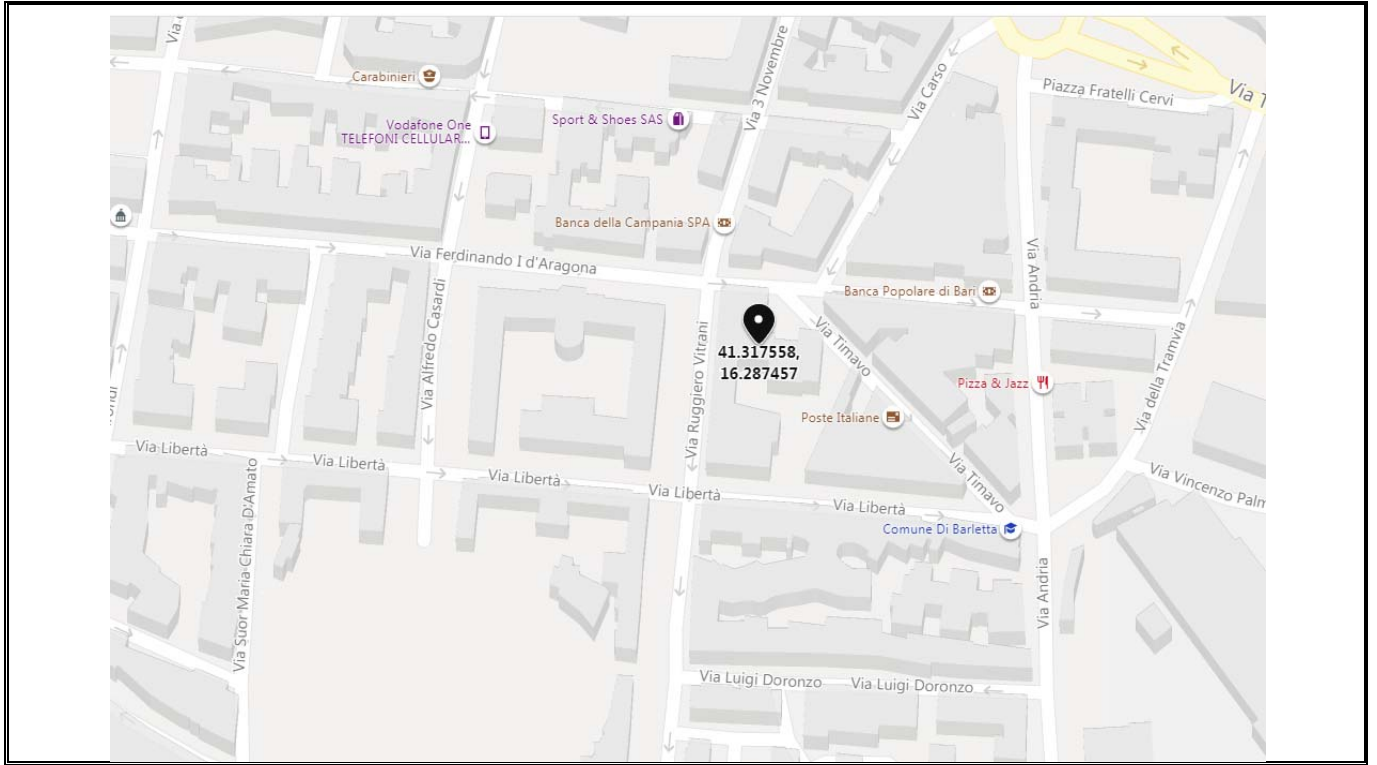 Via
Carabinieri
Vodafone One
TELEFONI CELLULAR...
Sport & Shoes SAS
Via 3 Novembre
Via Carso
Piazza Fratelli Cervi
Via T
Banca della Campania SPA
Via Ferdinando I d'Aragona
Via Alfredo Casardi
Via Ruggiero Vitrani
41.317558,
16.287457
Via Timavo
Banca Popolare di Bari
Via Andria
Via della Tramvia
Pizza & Jazz
Poste Italiane
Via Timavo
Via Libertà
Via Libertà
Via Libertà
Via Libertà
Via Libertà
Comune Di Barletta
Via Vincenzo Palm
Via Suor Maria Chiara D'Amato
Via Andria
Via Luigi Doronzo
Via Luigi Doronzo